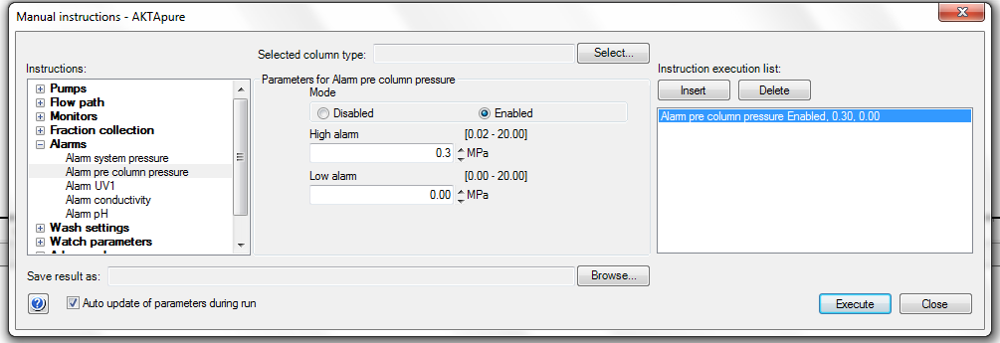 Manual instructions - AKTApure
Selected column type:
Select...
Instructions:
Pumps
Flow path
Monitors
Fraction collection
Alarms
Alarm system pressure
Alarm pre column pressure
Alarm UV1
Alarm conductivity
Alarm pH
Wash settings
Watch parameters
Parameters for Alarm pre column pressure
Mode
Disabled Enabled
High alarm [0.02 - 20.00]
0.3 MPa
Low alarm [0.00 - 20.00]
0.00 MPa
Instruction execution list:
Insert Delete
Alarm pre column pressure Enabled, 0.30, 0.00
Save result as:
Browse...
Auto update of parameters during run
Execute Close